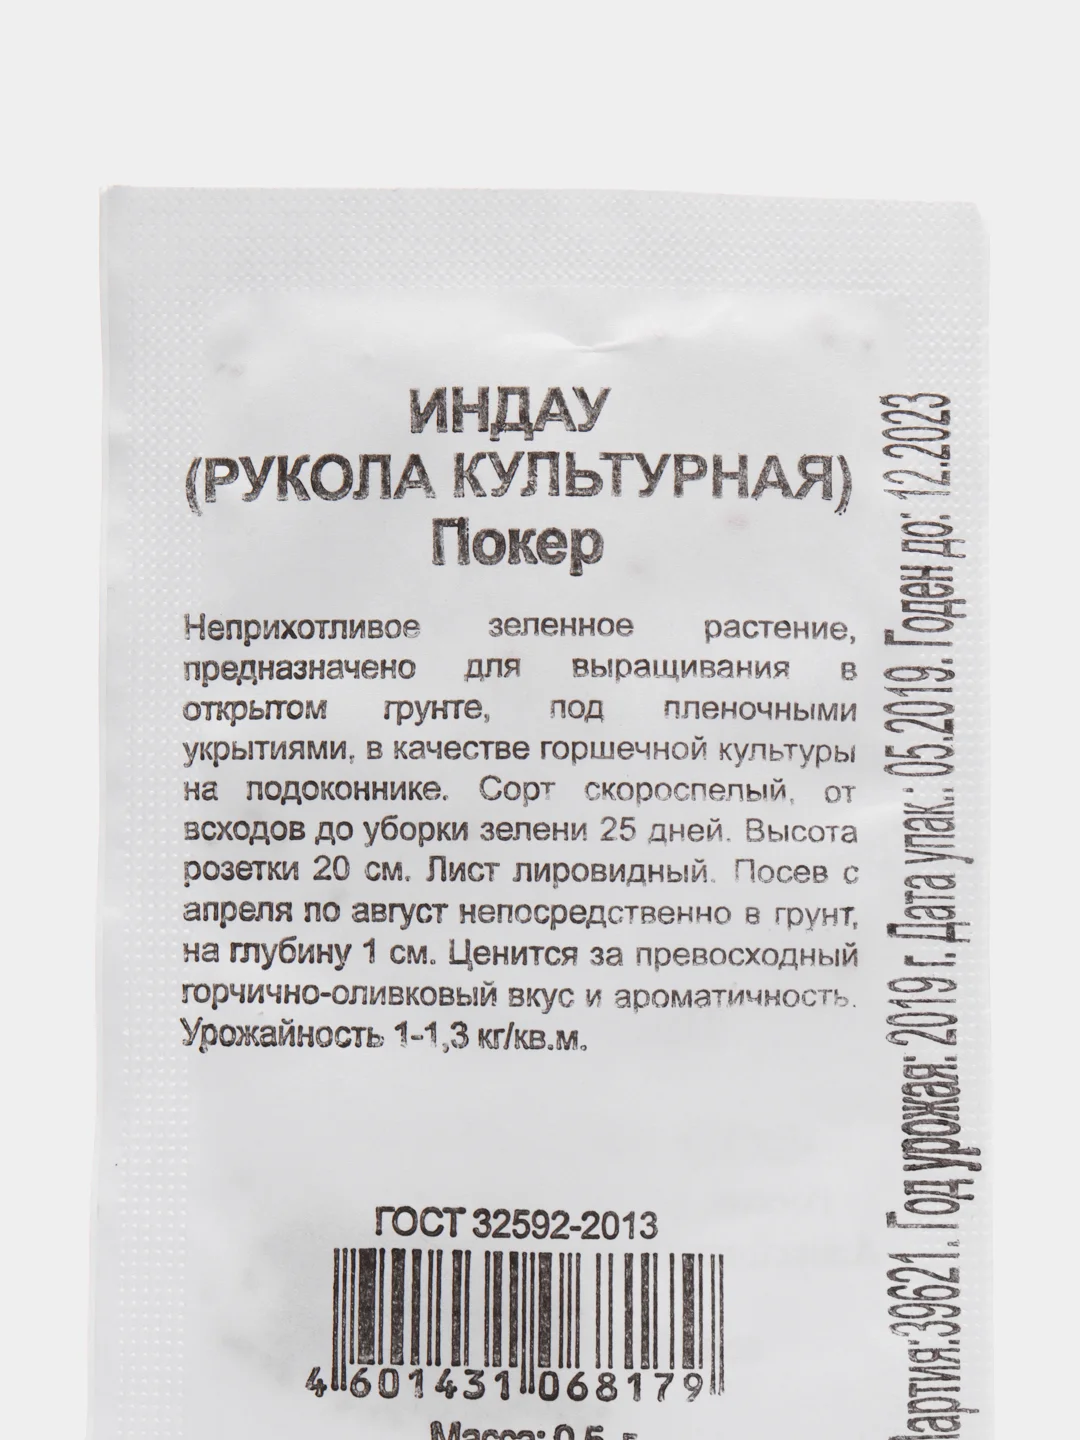 ИНДАУ
(РУКОЛА КУЛЬТУРНАЯ)
Покер
Неприхотливое зеленное растение,
предназначено для выращивания в
открытом грунте, под пленочными
укрытиями, в качестве горшечной культуры
на подоконнике. Сорт скороспелый, от
всходов до уборки зелени 25 дней. Высота
розетки 20 см. Лист лировидный. Посев с
апреля по август непосредственно в грунт,
на глубину 1 см. Ценится за превосходный
горчично-оливковый вкус и ароматичность.
Урожайность 1-1,3 кг/кв.м.
ГОСТ 32592-2013
4 601431 068179
Масса: 0,5 г
Партия:39621. Год урожая: 2019 г. Дата упак.: 05.2019. Годен до: 12.2023